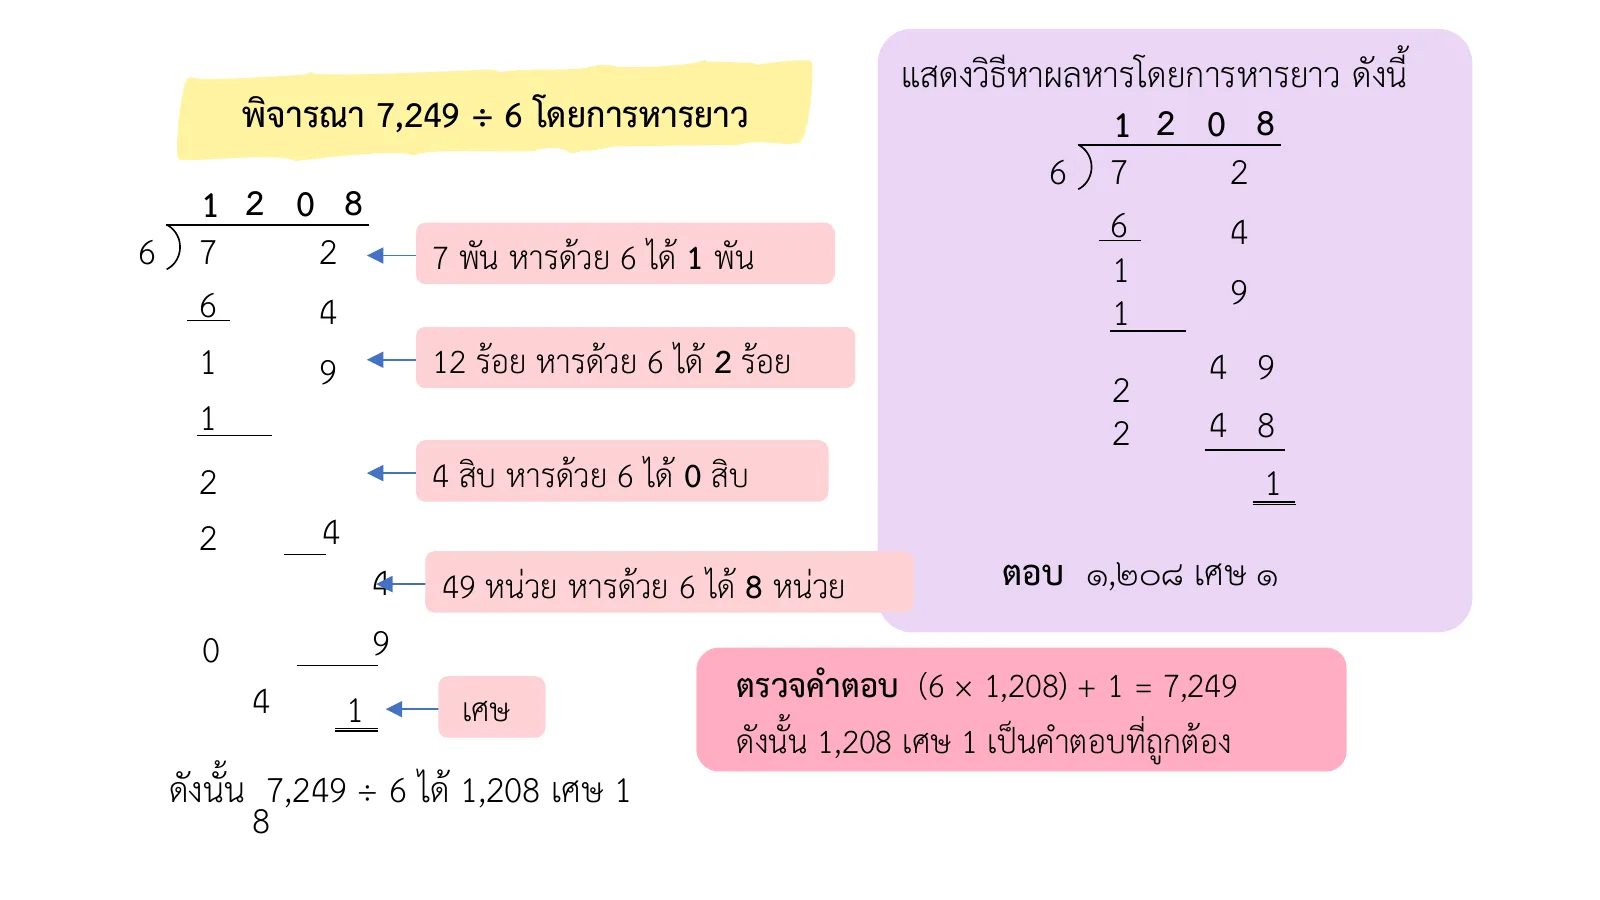 พิจารณา 7,249 ÷ 6 โดยการหารยาว
1 2 0 8
6 ) 7 2
6 4
1 9
1
2
2 4
4
0 9
4 1
8
7 พัน หารด้วย 6 ได้ 1 พัน
12 ร้อย หารด้วย 6 ได้ 2 ร้อย
4 สิบ หารด้วย 6 ได้ 0 สิบ
49 หน่วย หารด้วย 6 ได้ 8 หน่วย
เศษ
ดังนั้น 7,249 ÷ 6 ได้ 1,208 เศษ 1
แสดงวิธีหาผลหารโดยการหารยาว ดังนี้
1 2 0 8
6 ) 7 2
6 4
1 9
1
4 9
2
2 4 8
1
ตอบ ๑,๒๐๘ เศษ ๑
ตรวจคำตอบ (6 × 1,208) + 1 = 7,249
ดังนั้น 1,208 เศษ 1 เป็นคำตอบที่ถูกต้อง